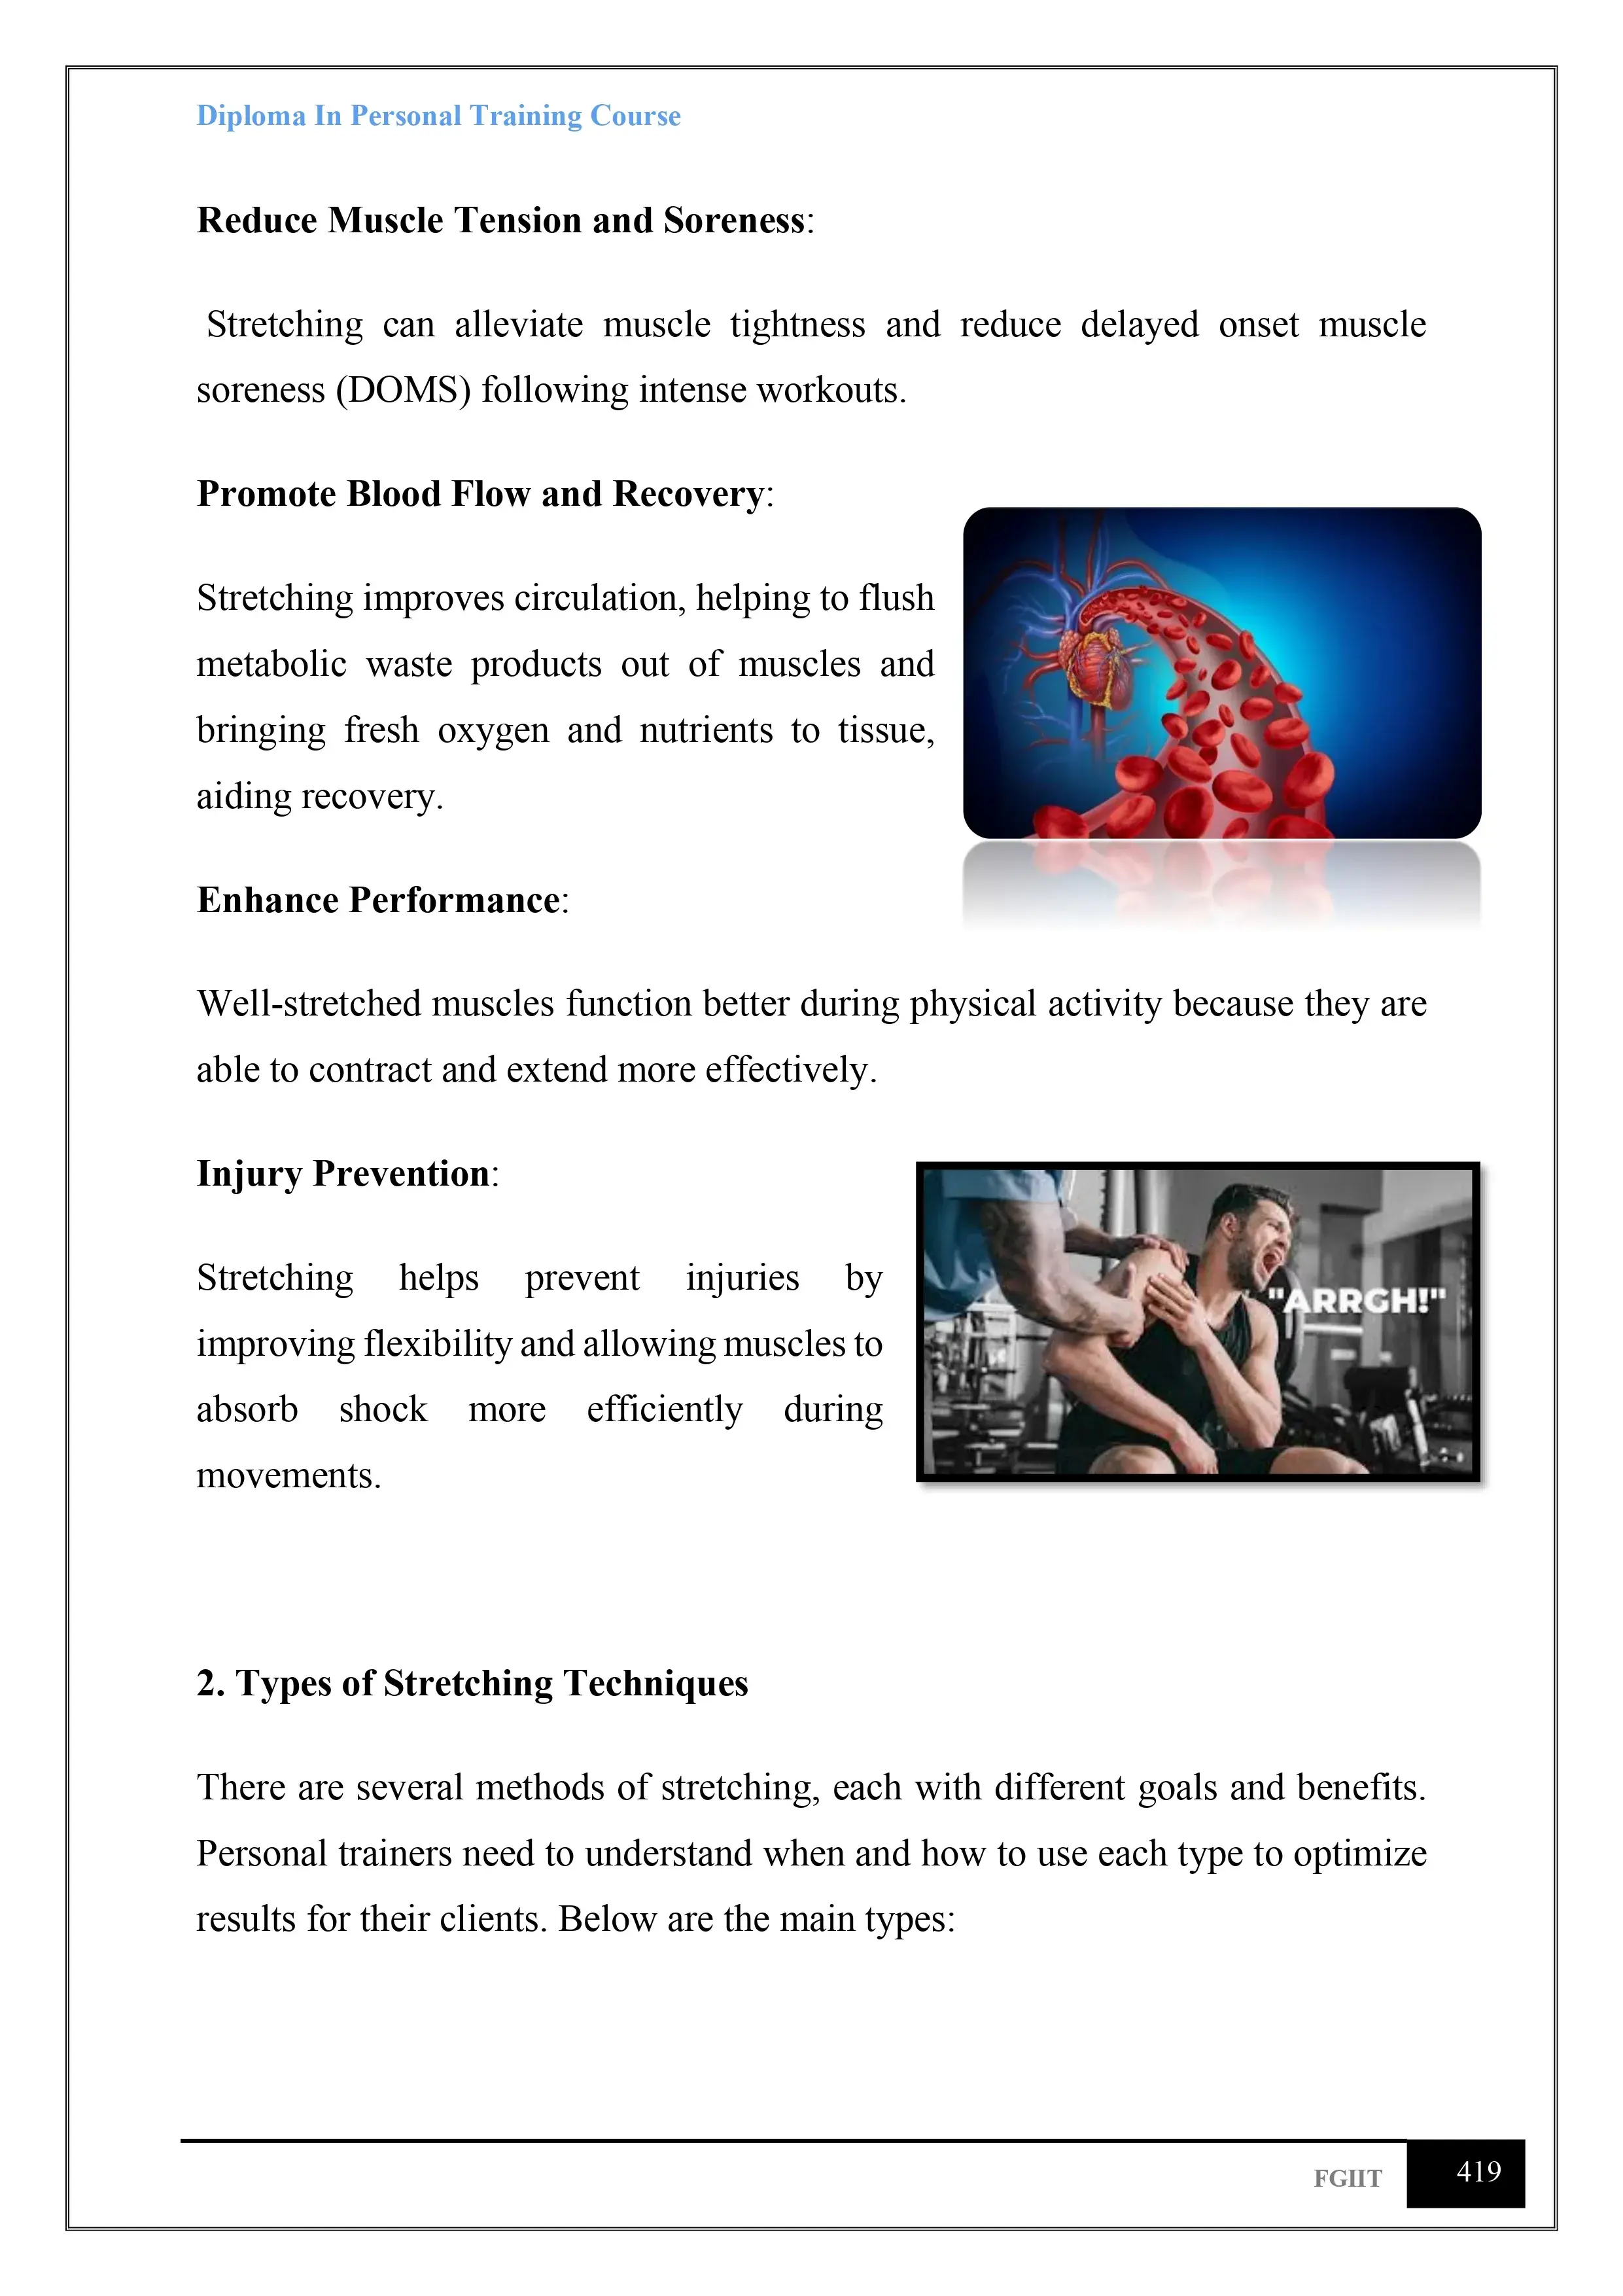 Diploma In Personal Training Course
Reduce Muscle Tension and Soreness:
Stretching can alleviate muscle tightness and reduce delayed onset muscle
soreness (DOMS) following intense workouts.
Promote Blood Flow and Recovery:
Stretching improves circulation, helping to flush
metabolic waste products out of muscles and
bringing fresh oxygen and nutrients to tissue,
aiding recovery.
Enhance Performance:
Well-stretched muscles function better during physical activity because they are
able to contract and extend more effectively.
Injury Prevention:
Stretching helps prevent injuries by
improving flexibility and allowing muscles to
absorb shock more efficiently during
movements.
"ARRGH!"
2. Types of Stretching Techniques
There are several methods of stretching, each with different goals and benefits.
Personal trainers need to understand when and how to use each type to optimize
results for their clients. Below are the main types:
FGIIT
419